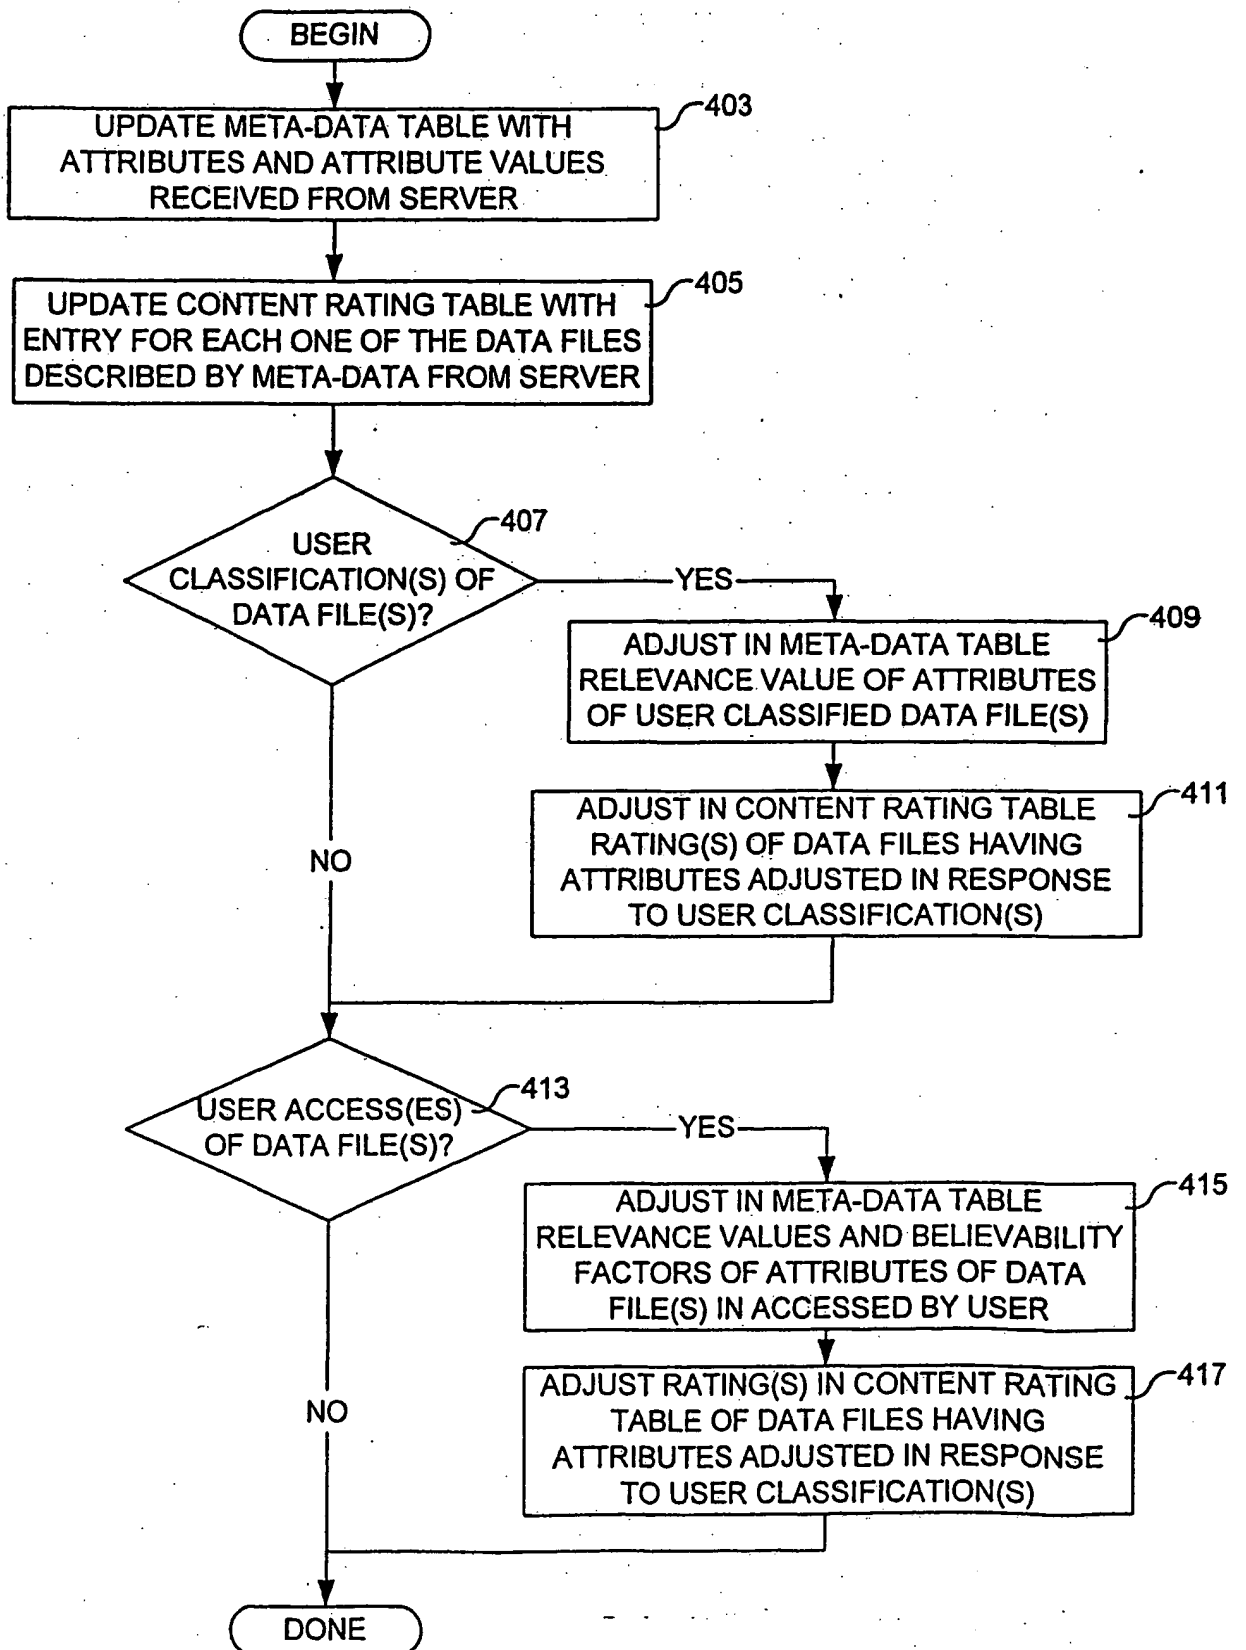 BEGIN
403
UPDATE META-DATA TABLE WITH
ATTRIBUTES AND ATTRIBUTE VALUES
RECEIVED FROM SERVER
405
UPDATE CONTENT RATING TABLE WITH
ENTRY FOR EACH ONE OF THE DATA FILES
DESCRIBED BY META-DATA FROM SERVER
407
USER
CLASSIFICATION(S) OF
DATA FILE(S)?
YES
409
ADJUST IN META-DATA TABLE
RELEVANCE VALUE OF ATTRIBUTES
OF USER CLASSIFIED DATA FILE(S)
411
ADJUST IN CONTENT RATING TABLE
RATING(S) OF DATA FILES HAVING
ATTRIBUTES ADJUSTED IN RESPONSE
TO USER CLASSIFICATION(S)
NO
413
USER ACCESS(ES)
OF DATA FILE(S)?
YES
415
ADJUST IN META-DATA TABLE
RELEVANCE VALUES AND BELIEVABILITY
FACTORS OF ATTRIBUTES OF DATA
FILE(S) IN ACCESSED BY USER
417
ADJUST RATING(S) IN CONTENT RATING
TABLE OF DATA FILES HAVING
ATTRIBUTES ADJUSTED IN RESPONSE
TO USER CLASSIFICATION(S)
NO
DONE